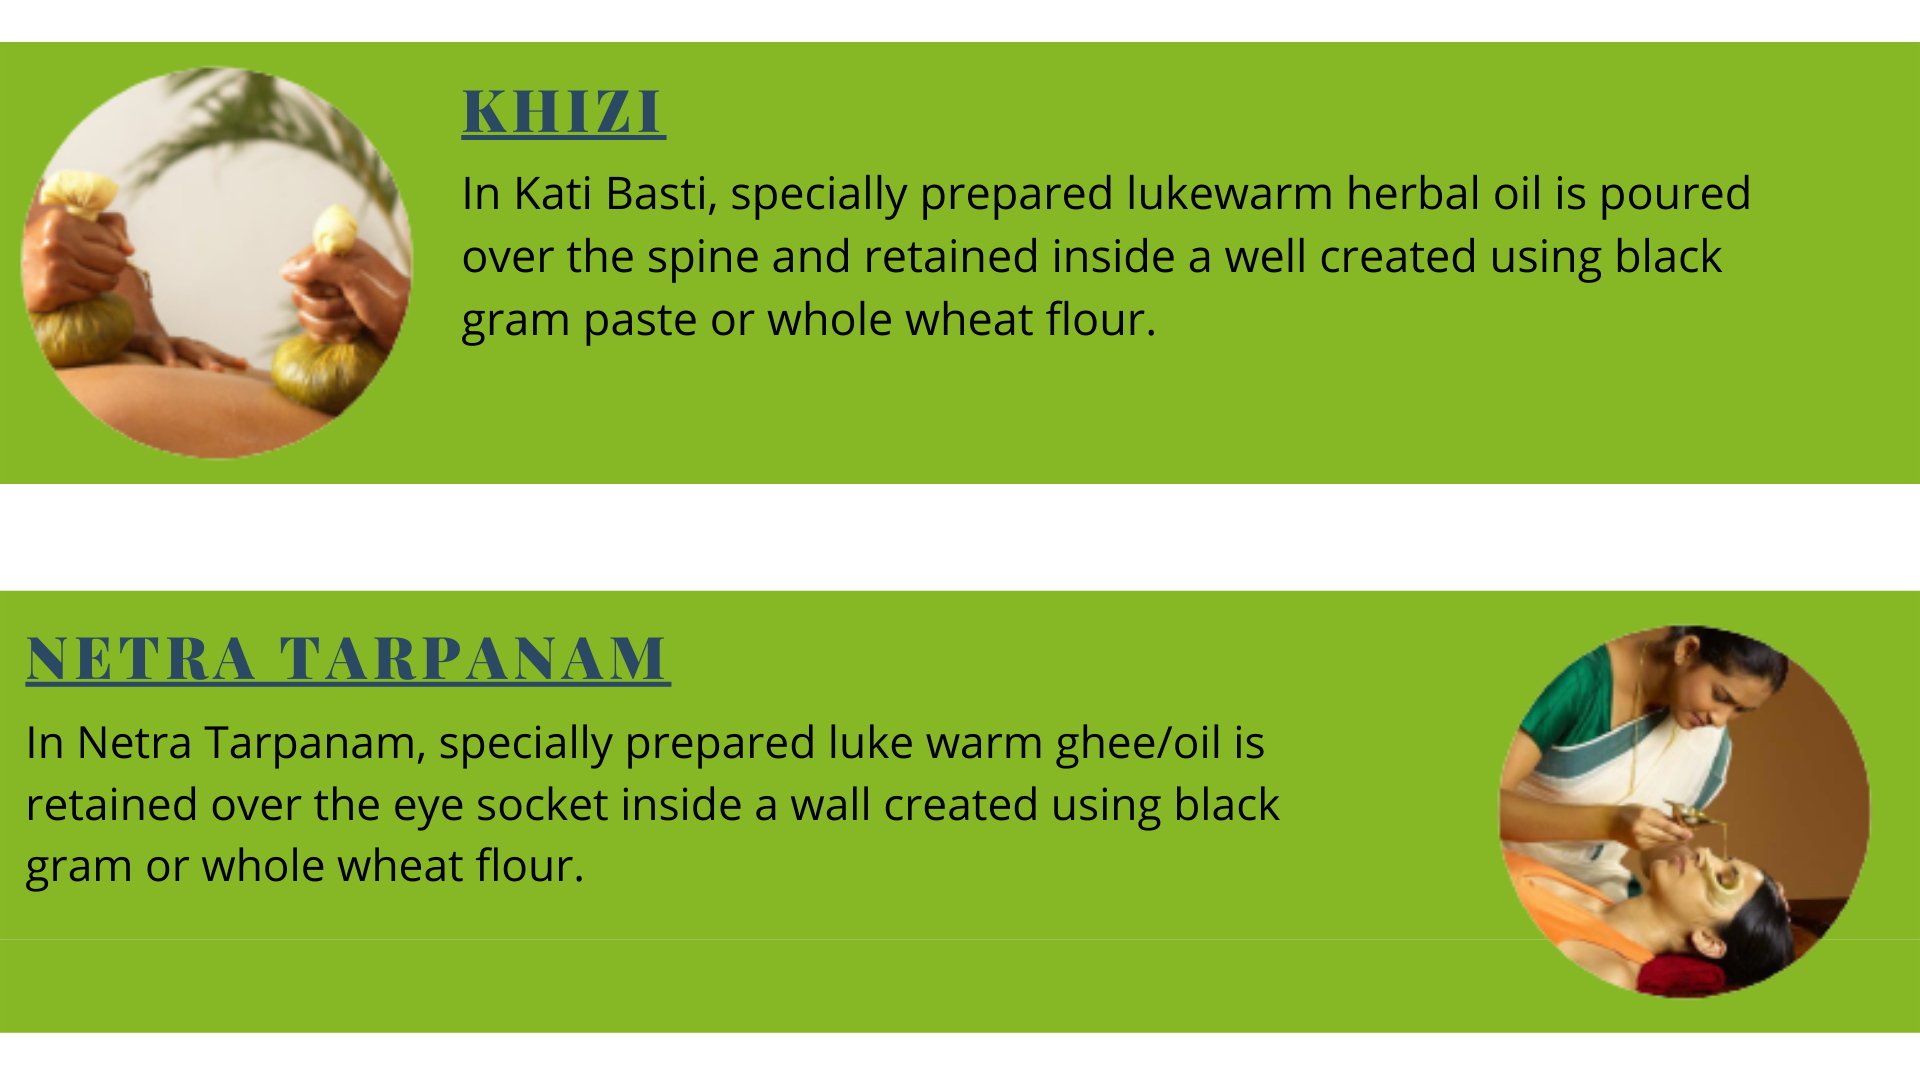 KHIZI
In Kati Basti, specially prepared lukewarm herbal oil is poured
over the spine and retained inside a well created using black
gram paste or whole wheat flour.
NETRA TARPANAM
In Netra Tarpanam, specially prepared luke warm ghee/oil is
retained over the eye socket inside a wall created using black
gram or whole wheat flour.